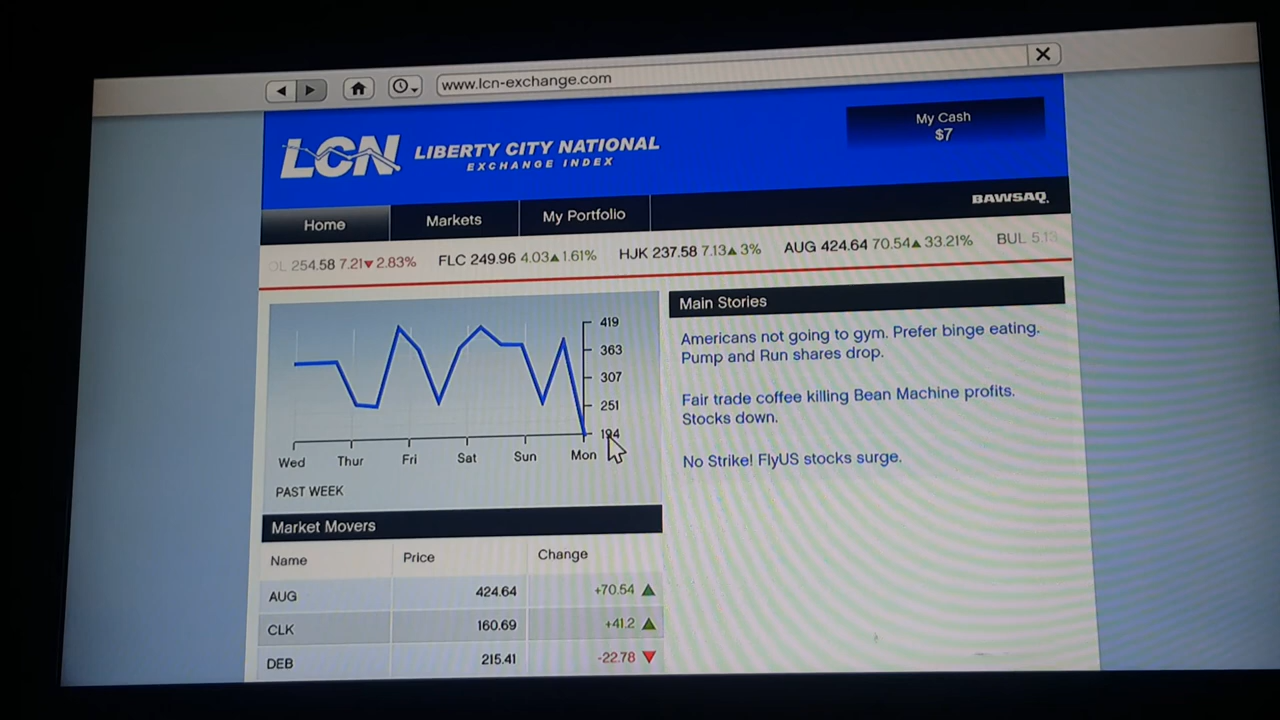 www.lcn-exchange.com
My Cash
$7
LCN LIBERTY CITY NATIONAL
EXCHANGE INDEX
BAWSAQ.
Home Markets My Portfolio
OL 254.58 7.21▼2.83% FLC 249.96 4.03▲1.61% HJK 237.58 7.13▲3% AUG 424.64 70.54▲33.21% BUL 5.13
419
363
307
251
194
Wed Thur Fri Sat Sun Mon
PAST WEEK
Main Stories
Americans not going to gym. Prefer binge eating.
Pump and Run shares drop.
Fair trade coffee killing Bean Machine profits.
Stocks down.
No Strike! FlyUS stocks surge.
Market Movers
Name Price Change
AUG 424.64 +70.54 ▲
CLK 160.69 +41.2 ▲
DEB 215.41 -22.78 ▼